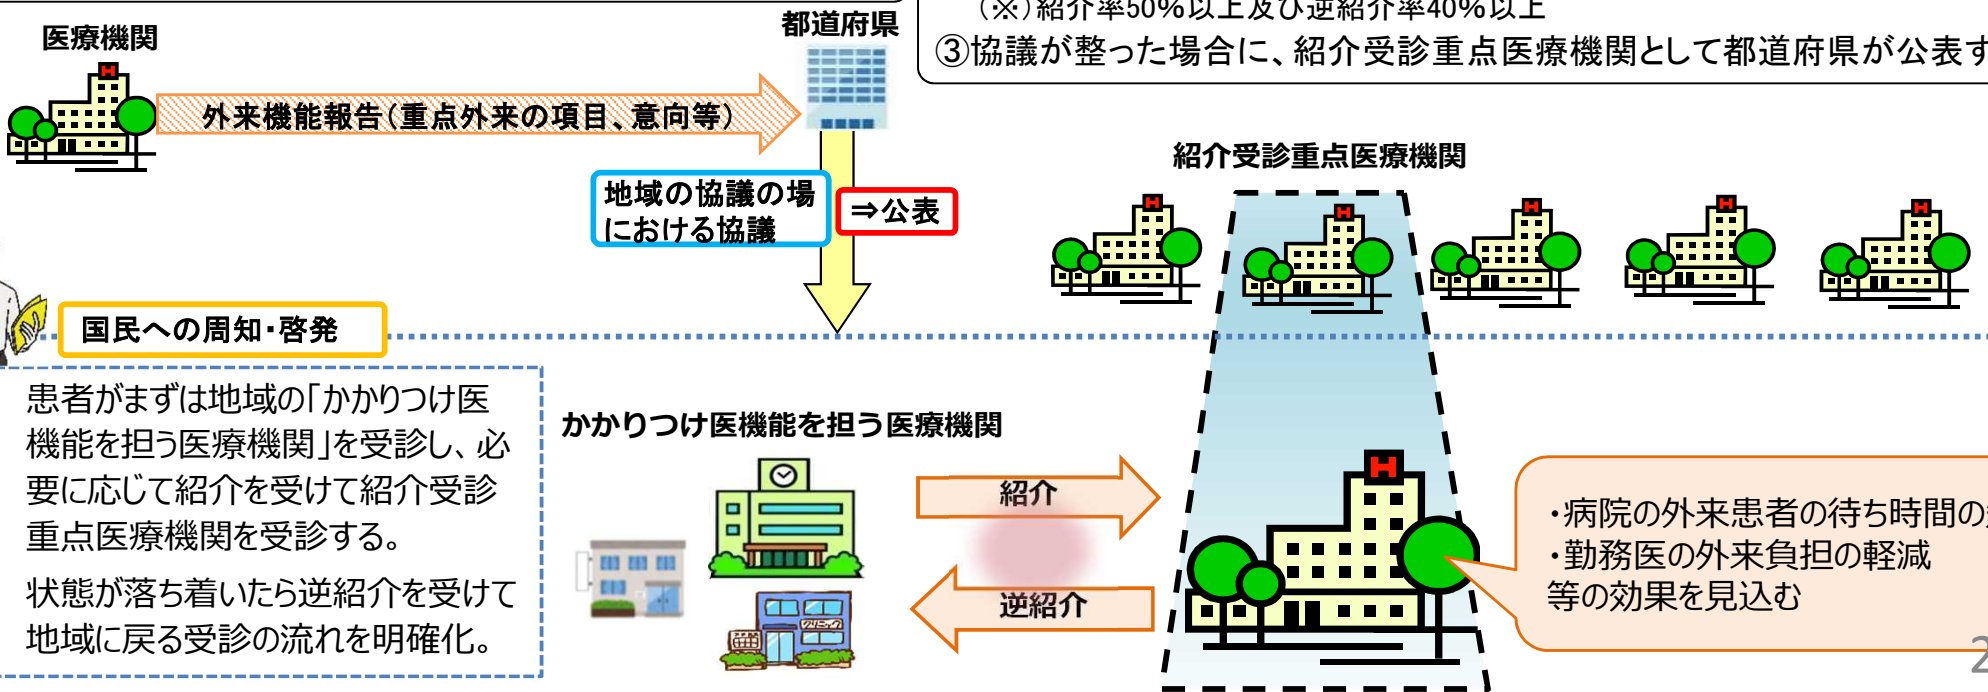 (※)紹介率50%以上及び逆紹介率40%以上
③協議が整った場合に、紹介受診重点医療機関として都道府県が公表す
医療機関
都道府県
外来機能報告(重点外来の項目、意向等)
地域の協議の場
における協議
⇒公表
紹介受診重点医療機関
国民への周知・啓発
患者がまずは地域の「かかりつけ医
機能を担う医療機関」を受診し、必
要に応じて紹介を受けて紹介受診
重点医療機関を受診する。
状態が落ち着いたら逆紹介を受けて
地域に戻る受診の流れを明確化。
かかりつけ医機能を担う医療機関
紹介
逆紹介
クリニック
H
H
H
H
H
H
H
・病院の外来患者の待ち時間の
・勤務医の外来負担の軽減
等の効果を見込む
2